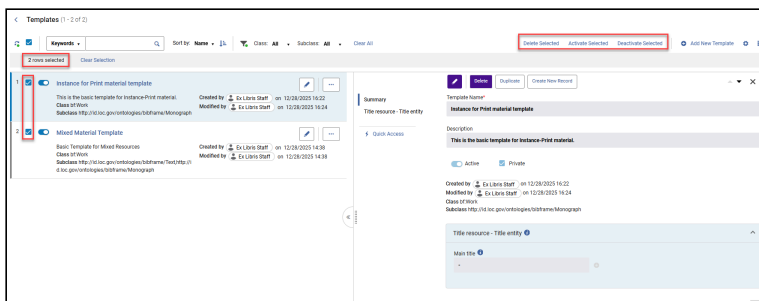 Templates (1 - 2 of 2)
Keywords
Sort by: Name
Class: All
Subclass: All
Clear All
Delete Selected Activate Selected Deactivate Selected
Add New Template
2 rows selected
Clear Selection
1
Instance for Print material template
This is the basic template for Instance-Print material.
Class bf:Work
Subclass http://id.loc.gov/ontologies/bibframe/Monograph
Created by Ex Libris Staff on 12/28/2025 16:22
Modified by Ex Libris Staff on 12/28/2025 16:24
2
Mixed Material Template
Basic Template for Mixed Resources
Class bf:Work
Subclass http://id.loc.gov/ontologies/bibframe/Text;http://i
d.loc.gov/ontologies/bibframe/Monograph
Created by Ex Libris Staff on 12/28/2025 14:38
Modified by Ex Libris Staff on 12/28/2025 14:38
Summary
Title resource - Title entity
Quick Access
Delete
Duplicate
Create New Record
Template Name*
Instance for Print material template
Description
This is the basic template for Instance-Print material.
Active
Private
Created by Ex Libris Staff on 12/28/2025 16:22
Modified by Ex Libris Staff on 12/28/2025 16:24
Class bf:Work
Subclass http://id.loc.gov/ontologies/bibframe/Monograph
Title resource - Title entity
Main title
-